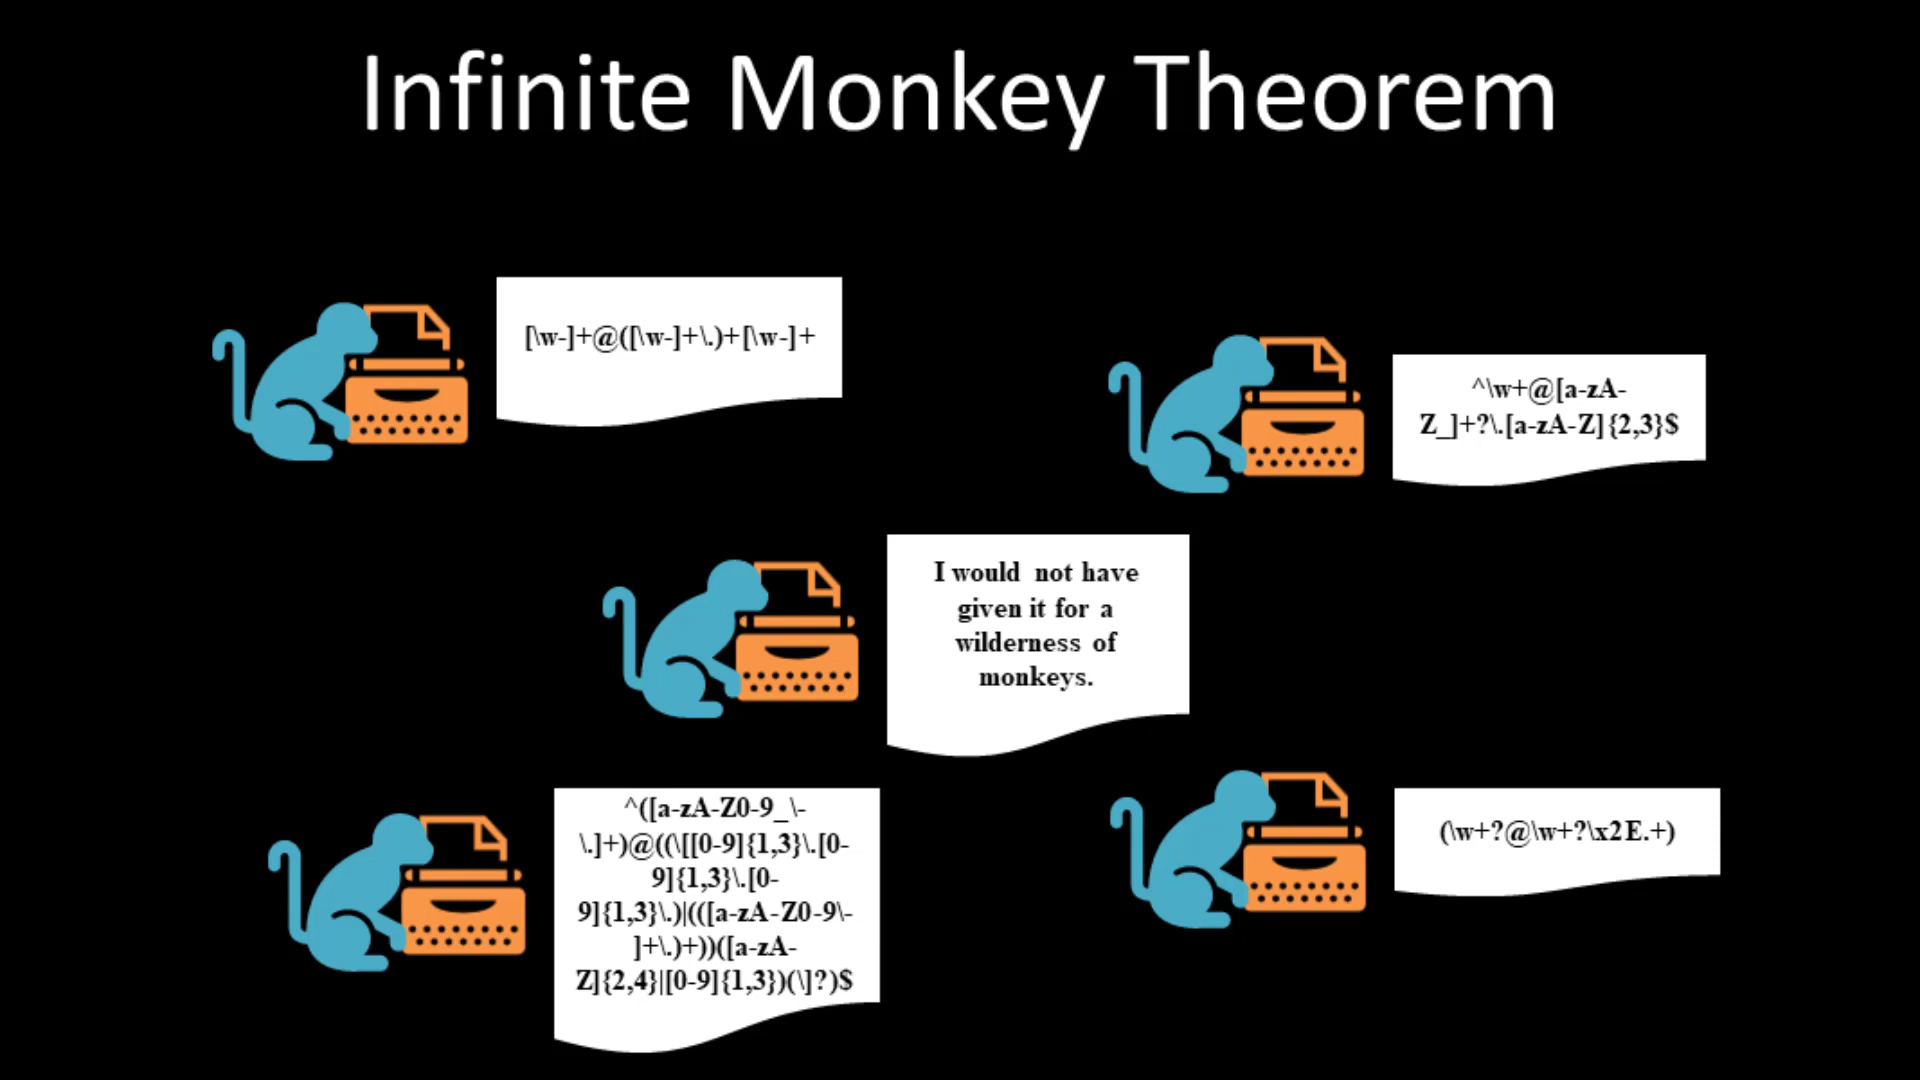 Infinite Monkey Theorem
[\w-]+@([\w-]+\.)+[\w-]+
^\w+@[a-zA-
Z_]+?\.[a-zA-Z]{2,3}$
I would  not have
given it for a
wilderness of
monkeys.
^([a-zA-Z0-9_\-
\.]+)@((\[[0-9]{1,3}\.[0-
9]{1,3}\.[0-
9]{1,3}\.)|(([a-zA-Z0-9\-
]+\.)+))([a-zA-
Z]{2,4}|[0-9]{1,3})(\]?)$
(\w+?@\w+?\x2E.+)